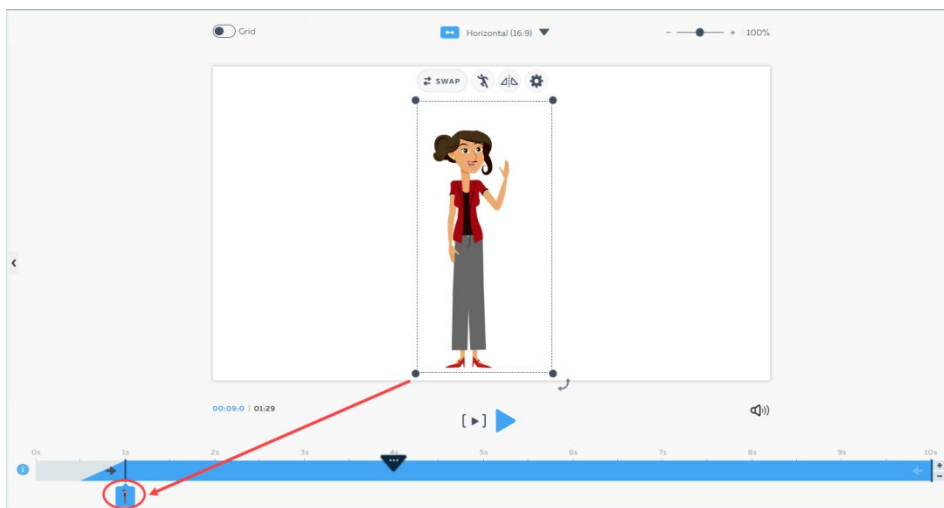 Grid
Horizontal (16:9)
- + 100%
SWAP
00:09:0 | 01:29
0s 1s 2s 3s 4s 5s 6s 7s 8s 9s 10s
1
+
-